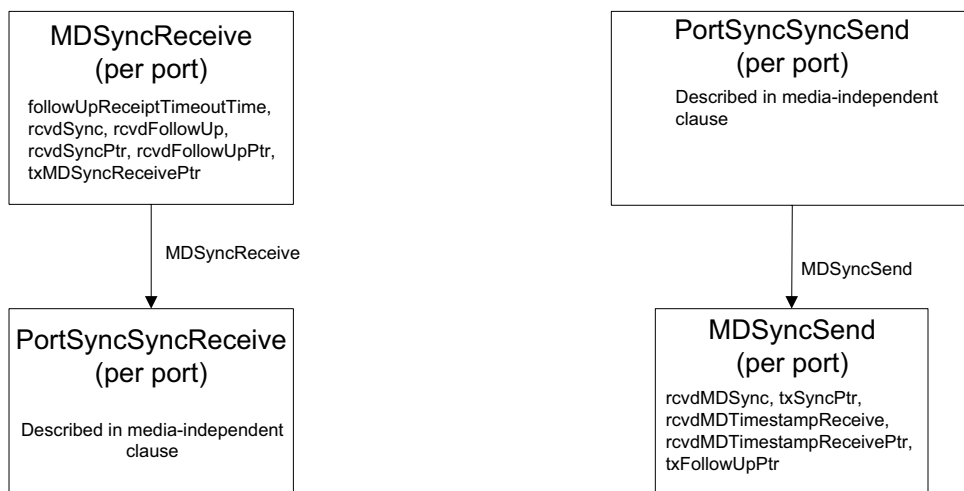 MDSyncReceive
(per port)
followUpReceiptTimeoutTime,
rcvdSync, rcvdFollowUp,
rcvdSyncPtr, rcvdFollowUpPtr,
txMDSyncReceivePtr
MDSyncReceive
PortSyncSyncReceive
(per port)
Described in media-independent
clause
PortSyncSyncSend
(per port)
Described in media-independent
clause
MDSyncSend
MDSyncSend
(per port)
rcvdMDSync, txSyncPtr,
rcvdMDTimestampReceive,
rcvdMDTimestampReceivePtr,
txFollowUpPtr